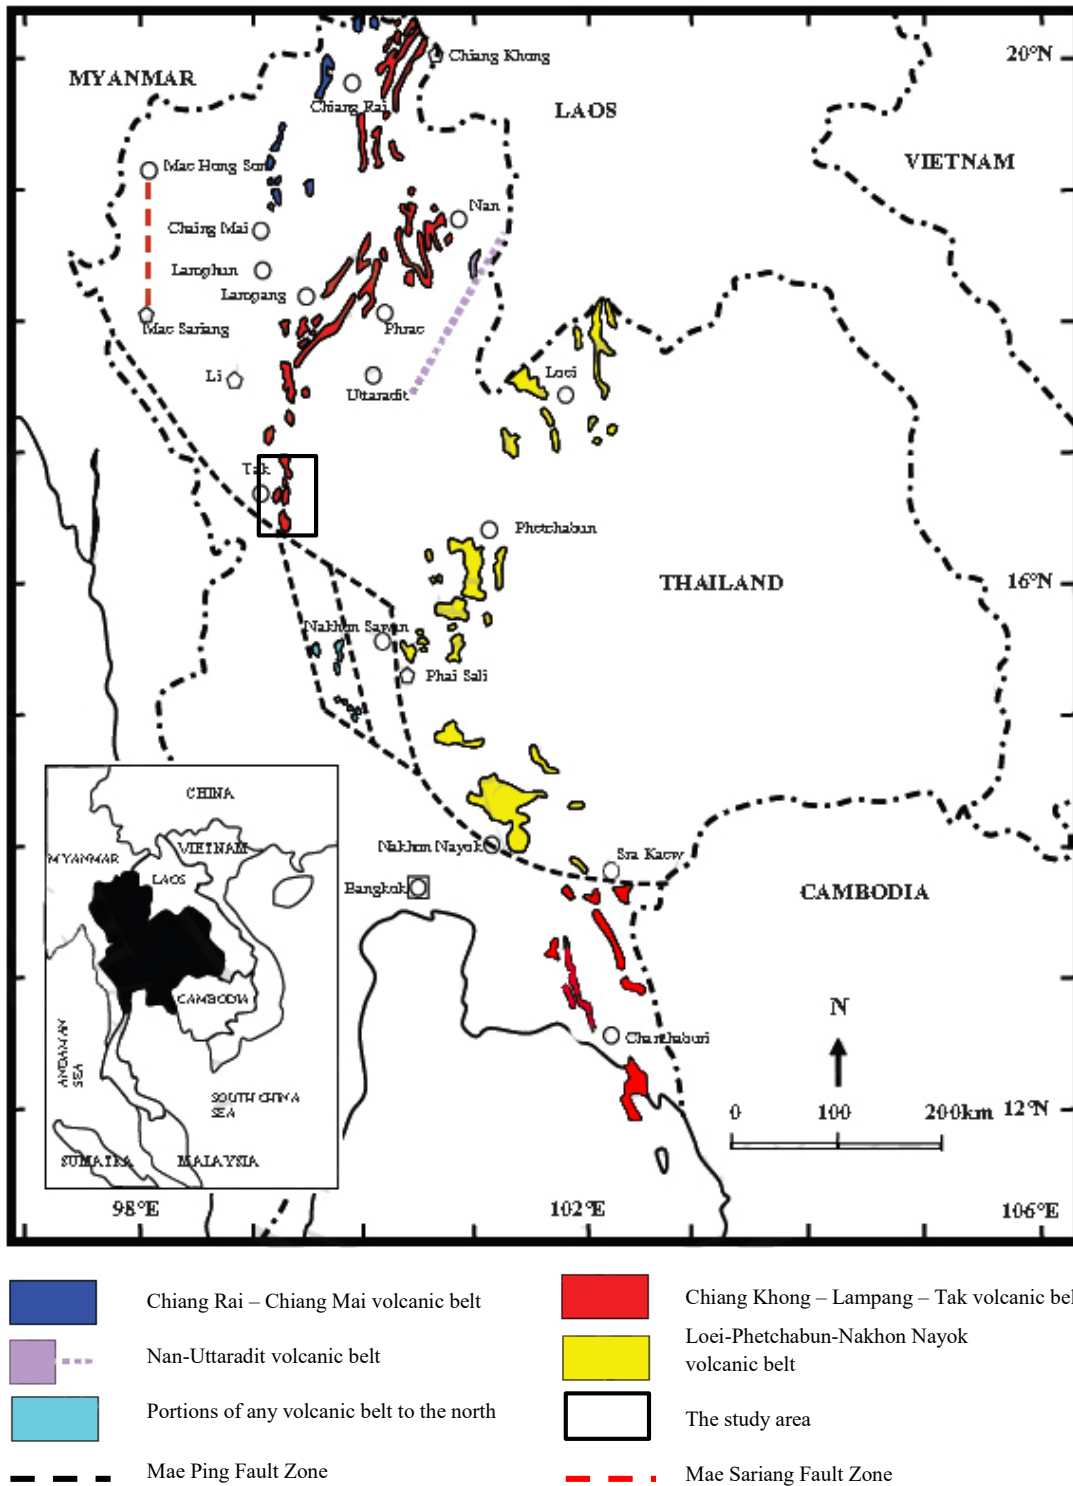 20°N
Chiang Khong
MYANMAR
LAOS
Chiang Rai
VIETNAM
Mae Hong Son
Nan
Chaing Mai
Lamphun
Lampang
Mae Sariang
Phrae
Li
Uttaradit
Loei
Tak
Phetchabun
THAILAND
16°N
Nakhon Sawan
Phai Sali
CHINA
Nakhon Nayok
VIETNAM
MYANMAR
Sra Kaew
LAOS
Bangkok
CAMBODIA
CAMBODIA
N
Chanthaburi
ANDAMAN
SEA
SOUTH CHINA
SEA
0 100 200km
12°N
SUMATRA
MALAYSIA
98°E
102°E
106°E
Chiang Rai – Chiang Mai volcanic belt
Chiang Khong – Lampang – Tak volcanic bel
Nan-Uttaradit volcanic belt
Loei-Phetchabun-Nakhon Nayok
volcanic belt
Portions of any volcanic belt to the north
The study area
Mae Ping Fault Zone
Mae Sariang Fault Zone